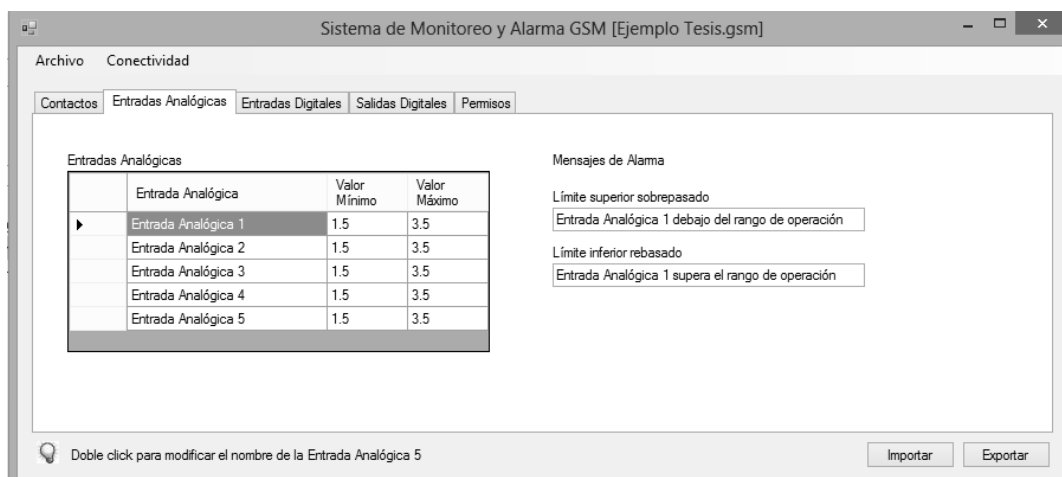 Sistema de Monitoreo y Alarma GSM [Ejemplo Tesis.gsm]
Archivo Conectividad
Contactos Entradas Analógicas Entradas Digitales Salidas Digitales Permisos
Entradas Analógicas
Entrada Analógica Valor Mínimo Valor Máximo
Entrada Analógica 1 1.5 3.5
Entrada Analógica 2 1.5 3.5
Entrada Analógica 3 1.5 3.5
Entrada Analógica 4 1.5 3.5
Entrada Analógica 5 1.5 3.5
Mensajes de Alarma
Límite superior sobrepasado
Entrada Analógica 1 debajo del rango de operación
Límite inferior rebasado
Entrada Analógica 1 supera el rango de operación
Doble click para modificar el nombre de la Entrada Analógica 5
Importar Exportar